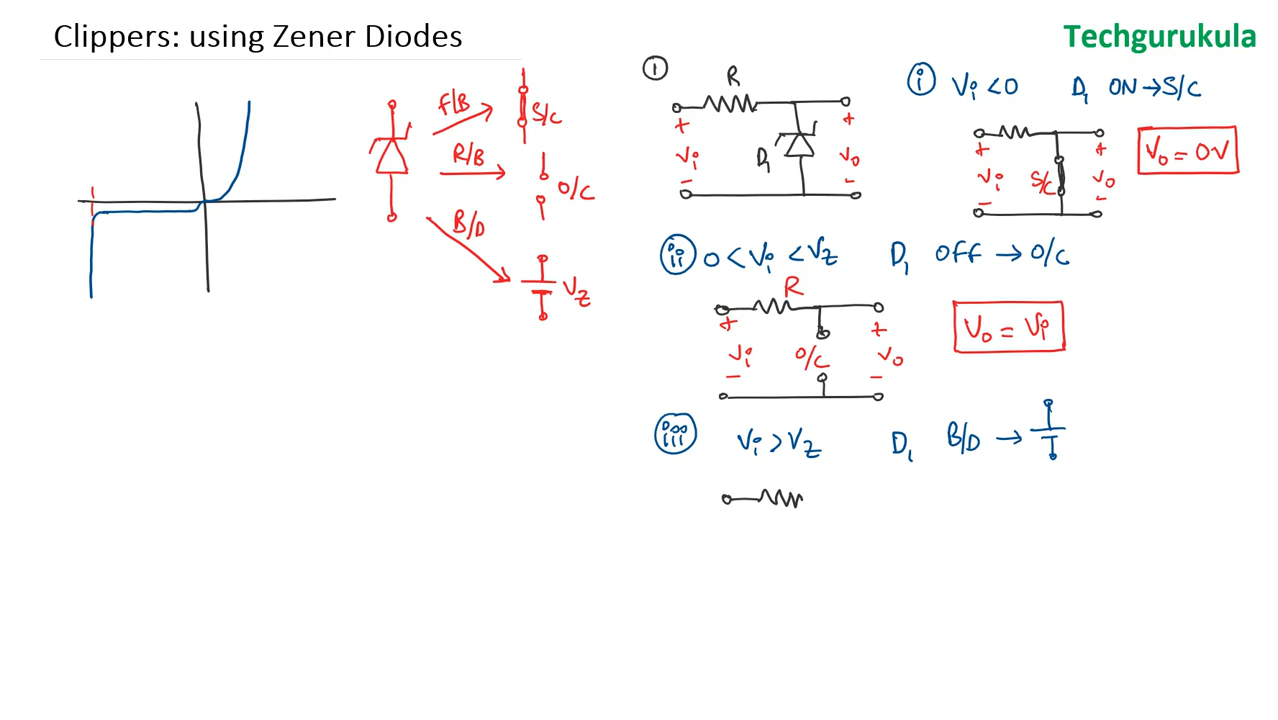 Clippers: using Zener Diodes
Techgurukula
F/B
S/C
R/B
O/C
B/D
VZ
①
R
+
Vi
-
D1
+
Vo
-
ⓘ Vi < 0 D1 ON → S/C
+
Vi
-
S/C
+
Vo
-
Vo = 0V
ⓘⓘ 0 < Vi < VZ D1 OFF → O/C
R
+
Vi
-
O/C
+
Vo
-
Vo = Vi
ⓘⓘⓘ Vi > VZ D1 B/D →